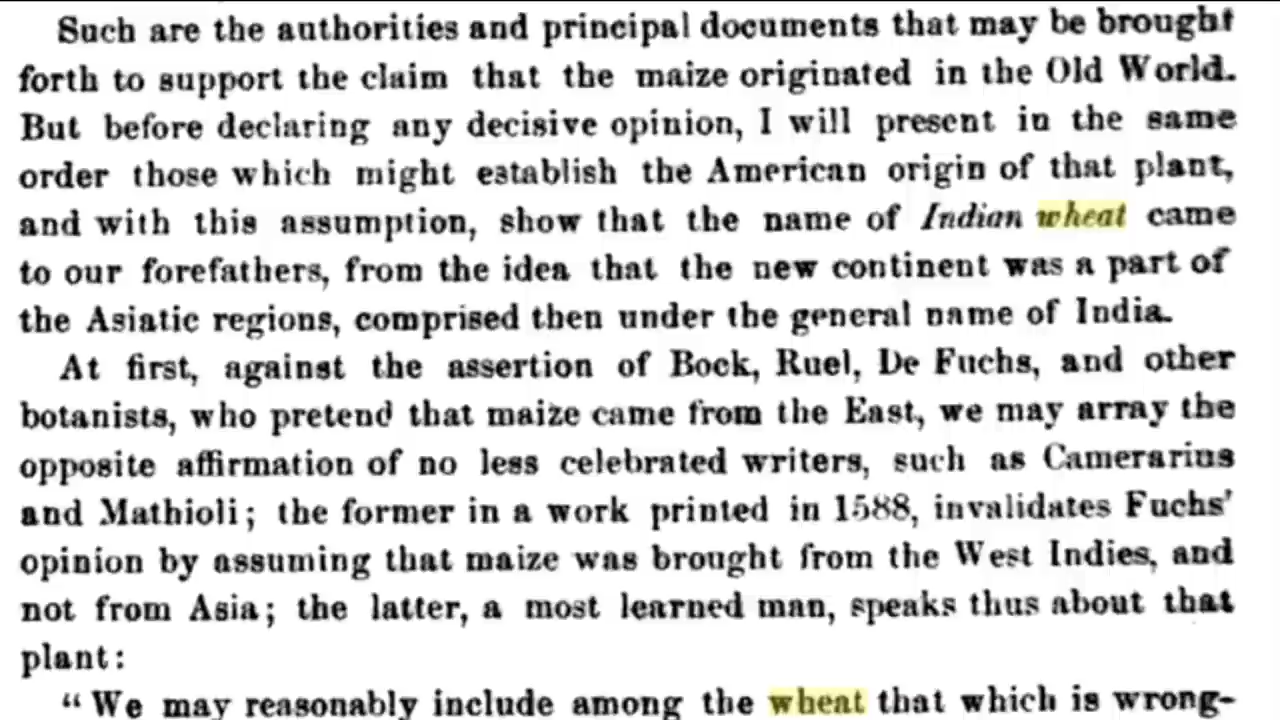 Such are the authorities and principal documents that may be brought
forth to support the claim that the maize originated in the Old World.
But before declaring any decisive opinion, I will present in the same
order those which might establish the American origin of that plant,
and with this assumption, show that the name of Indian wheat came
to our forefathers, from the idea that the new continent was a part of
the Asiatic regions, comprised then under the general name of India.
At first, against the assertion of Bock, Ruel, De Fuchs, and other
botanists, who pretend that maize came from the East, we may array the
opposite affirmation of no less celebrated writers, such as Camerarius
and Mathioli; the former in a work printed in 1588, invalidates Fuchs'
opinion by assuming that maize was brought from the West Indies, and
not from Asia; the latter, a most learned man, speaks thus about that
plant:
“We may reasonably include among the wheat that which is wrong-